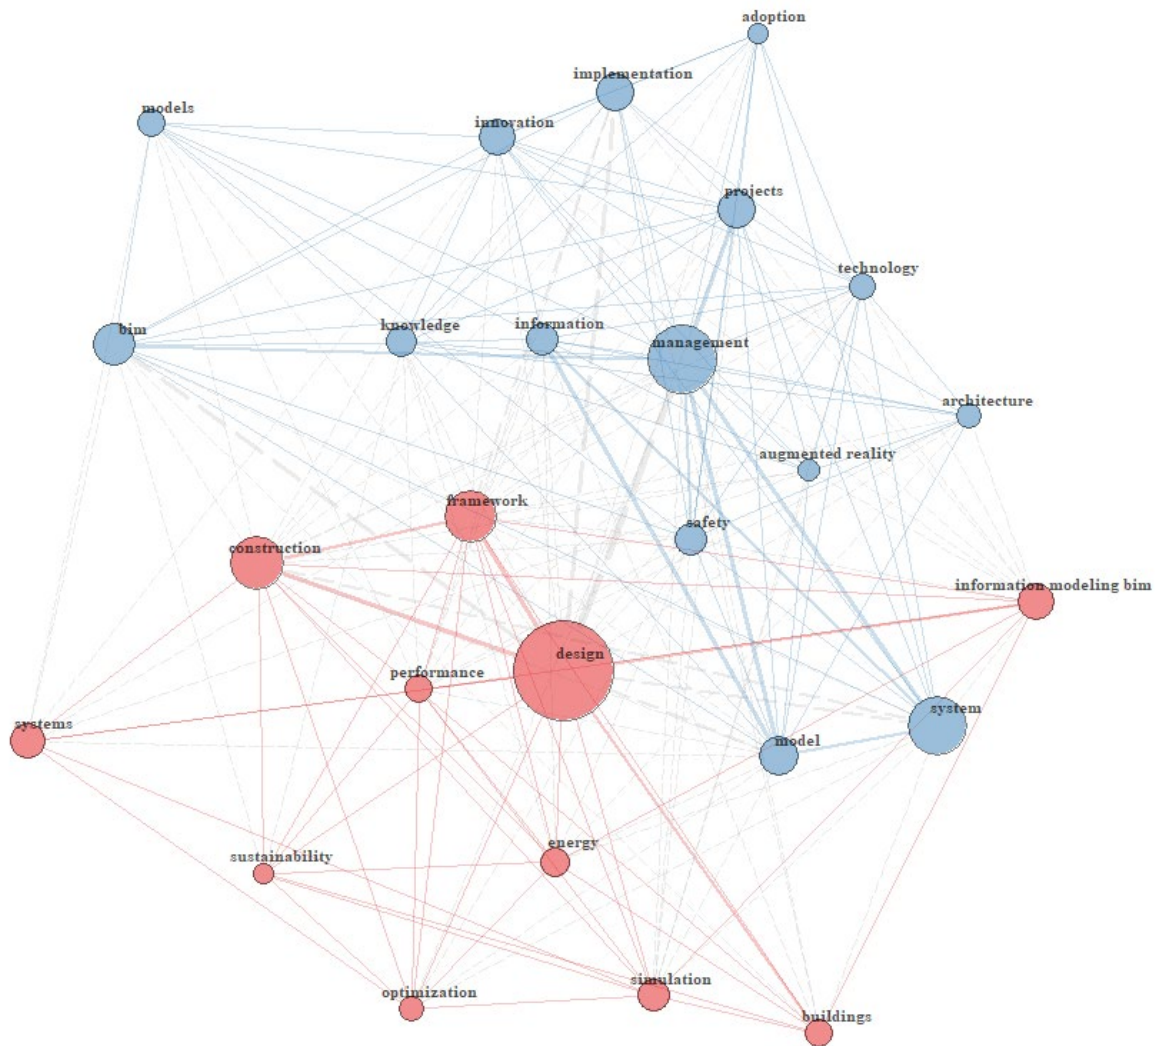 adoption
implementation
models
innovation
projects
technology
bim
knowledge
information
management
architecture
augmented reality
framework
safety
construction
information modeling bim
design
performance
systems
system
model
energy
sustainability
simulation
optimization
buildings